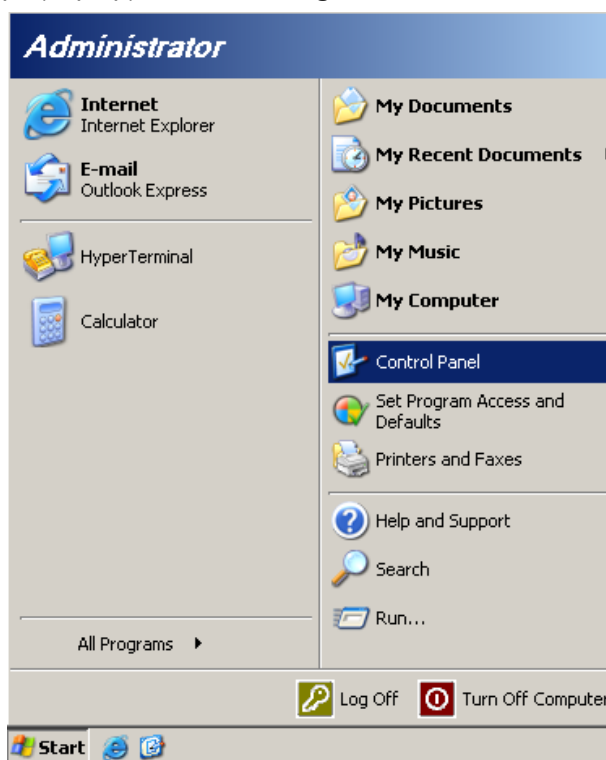 Administrator
Internet
Internet Explorer
E-mail
Outlook Express
HyperTerminal
Calculator
All Programs
My Documents
My Recent Documents
My Pictures
My Music
My Computer
Control Panel
Set Program Access and
Defaults
Printers and Faxes
Help and Support
Search
Run...
Log Off
Turn Off Computer
Start